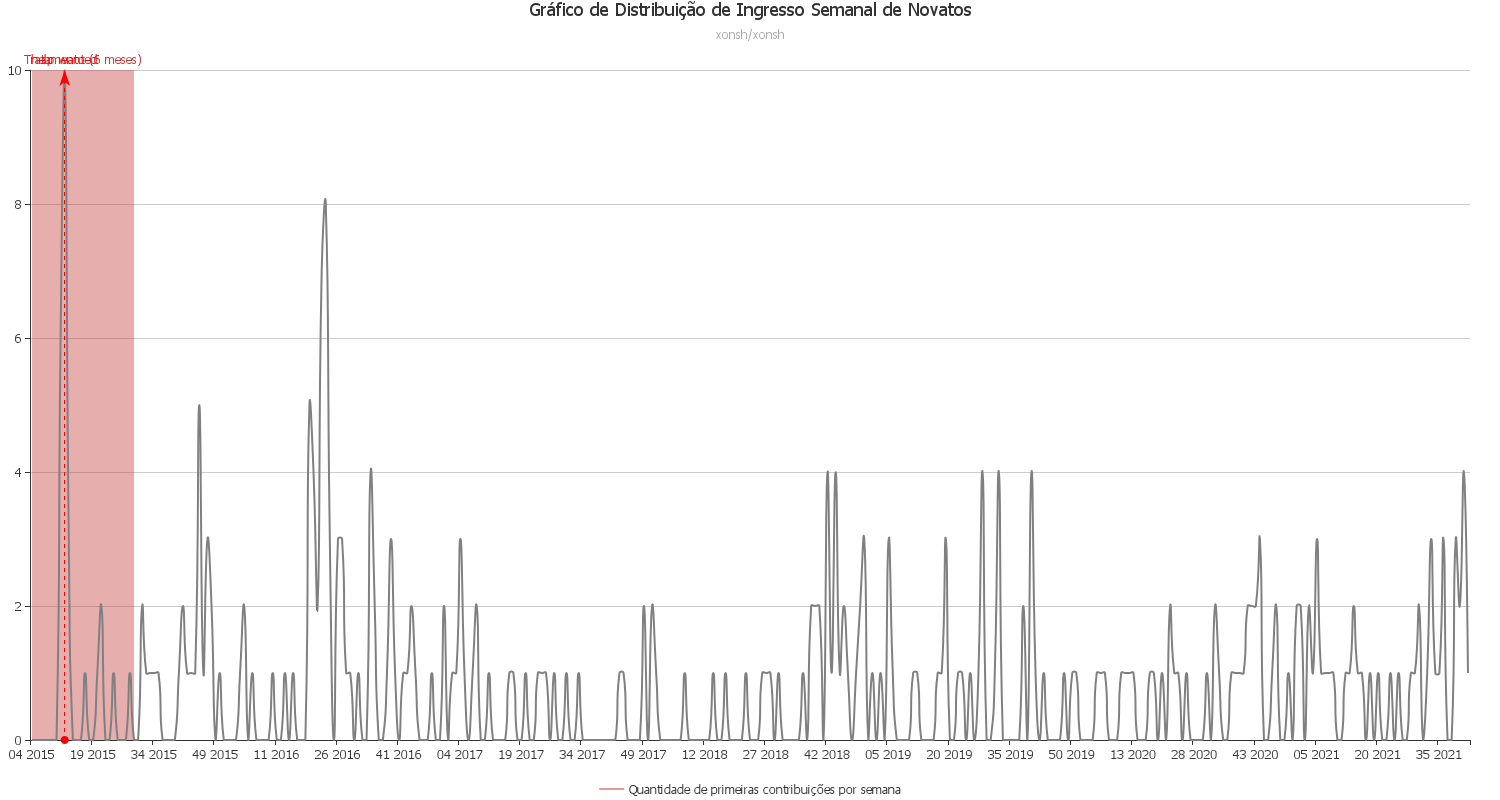 Gráfico de Distribuição de Ingresso Semanal de Novatos
xonsh/xonsh
meses)
10
8
6
4
2
0
04 2015 19 2015 34 2015 49 2015 11 2016 26 2016 41 2016 04 2017 19 2017 34 2017 49 2017 12 2018 27 2018 42 2018 05 2019 20 2019 34 2019 50 2019 13 2020 28 2020 43 2020 05 2021 20 2021 35 2021
Quantidade de primeiras contribuições por semana